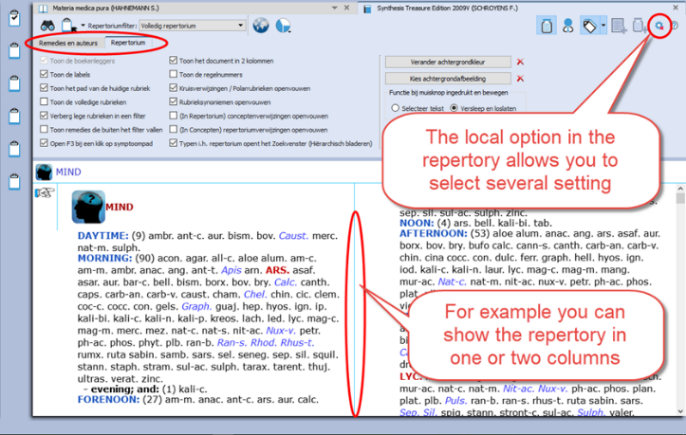 Materia medica pura (HAHNEMANN S.)
Synthesis Treasure Edition 2009V (SCHROYENS F.)
Repertoriumfilter: Volledig repertorium
Remedies en auteurs
Repertorium
Toon de boekenleggers
Toon het document in 2 kolommen
Toon de labels
Toon de regelnummers
Toon het pad van de huidige rubriek
Kruisverwijzingen / Polarrubrieken openvouwen
Toon de volledige rubrieken
Rubrieksynoniemen openvouwen
Verberg lege rubrieken in een filter
(In Repertory) conceptenverwijzingen openvouwen
Toon remedies die buiten het filter vallen
(In Concepten) repertoriumverwijzingen openvouwen
Open F3 bij een klik op symptoompad
Typen i.h. repertorium opent het Zoekvenster (Hiërarchisch bladeren)
Verander achtergrondkleur
Kies achtergrondafbeelding
Functie bij muisknop ingedrukt en bewegen
Selecteer tekst
Versleep en loslaten
The local option in the
repertory allows you to
select several setting
MIND
MIND
DAYTIME: (9) ambr. ant-c. aur. bism. bov. Caust. merc.
nat-m. sulph.
MORNING: (90) acon. agar. all-c. aloe alum. am-c.
am-m. ambr. anac. ang. ant-t. Apis arn. ARS. asaf.
asar. aur. bar-c. bell. bism. borx. bov. bry. Calc. canth.
caps. carb-an. carb-v. caust. cham. Chel. chin. cic. clem.
coc-c. cocc. con. gels. Graph. guaj. hep. hyos. ign. ip.
kali-bi. kali-c. kali-n. kali-p. kreos. lach. led. lyc. mag-c.
mag-m. merc. mez. nat-c. nat-s. nit-ac. Nux-v. petr.
ph-ac. phos. phyt. plb. ran-b. Ran-s. Rhod. Rhus-t.
rumx. ruta sabin. samb. sars. sel. seneg. sep. sil. squil.
stann. staph. stram. sul-ac. sulph. tarax. tarent. thuj.
ultras. verat. zinc.
- evening; and: (1) kali-c.
FORENOON: (27) am-m. anac. ant-c. ars. aur. calc.
sep. sil. sul-ac. sulph. zinc.
NOON: (4) ars. bell. kali-bi. tab.
AFTERNOON: (53) aloe alum. anac. ang. ars. asaf. aur.
borx. bov. bry. bufo calc. cann-s. canth. carb-an. carb-v.
chin. cina cocc. con. dulc. ferr. graph. hell. hyos. ign.
iod. kali-c. kali-n. laur. lyc. mag-c. mag-m. mang.
mur-ac. Nat-c. nat-m. nit-ac. nux-v. petr. ph-ac. phos.
plat.
For example you can
show the repertory in
one or two columns
LYC.
mur-ac. nat-c. nat-m. Nit-ac. Nux-v. ph-ac. phos. plan.
plat. plb. Puls. ran-b. ran-s. rhus-t. ruta sabin. sars.
Sep. Sil. spig. stann. stront-c. sul-ac. Sulph. valer.